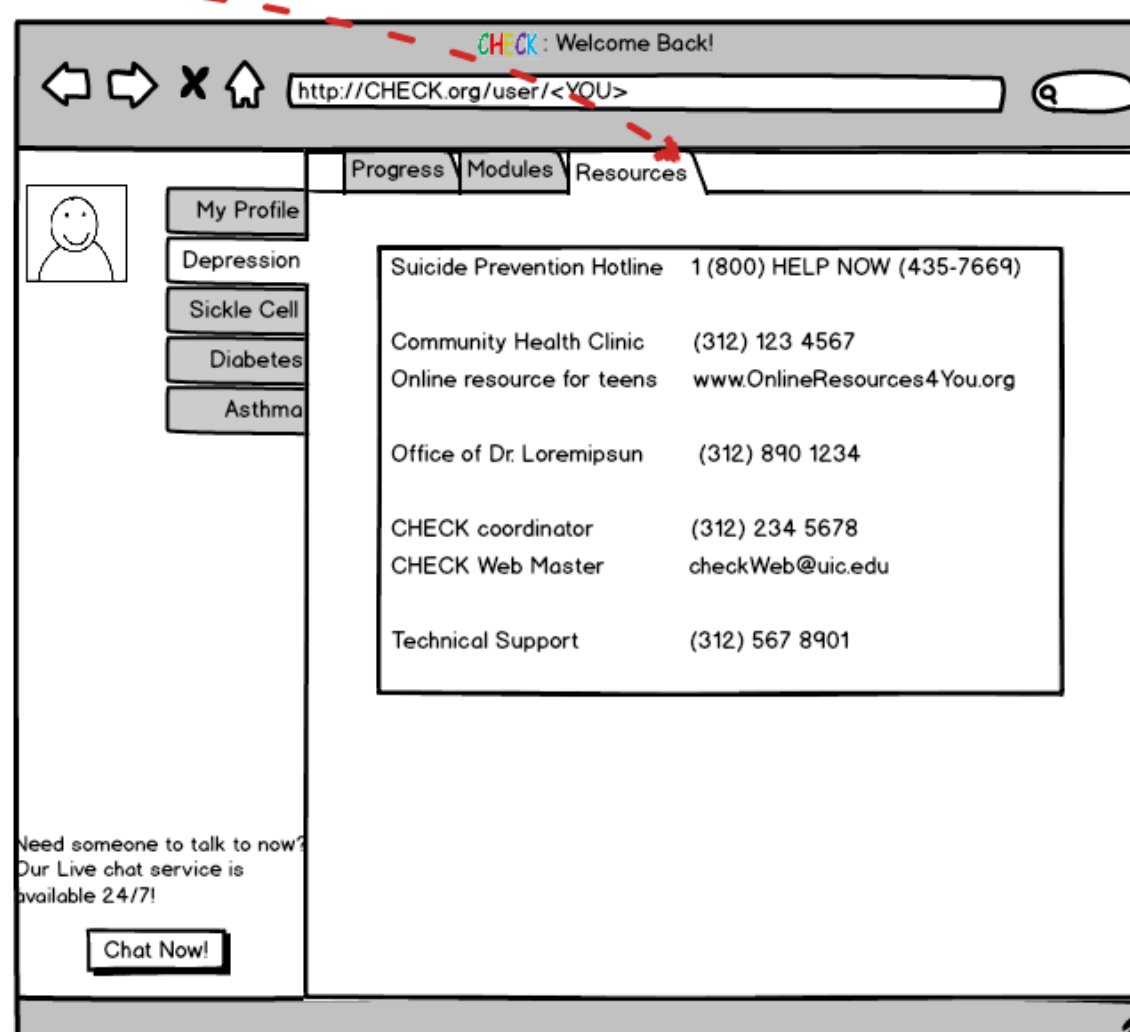 CHECK : Welcome Back!
http://CHECK.org/user/<YOU>
Progress Modules Resources
My Profile
Depression
Sickle Cell
Diabetes
Asthma
Suicide Prevention Hotline 1 (800) HELP NOW (435-7669)
Community Health Clinic (312) 123 4567
Online resource for teens www.OnlineResources4You.org
Office of Dr. Loremipsun (312) 890 1234
CHECK coordinator (312) 234 5678
CHECK Web Master checkWeb@uic.edu
Technical Support (312) 567 8901
Need someone to talk to now?
Our Live chat service is
available 24/7!
Chat Now!